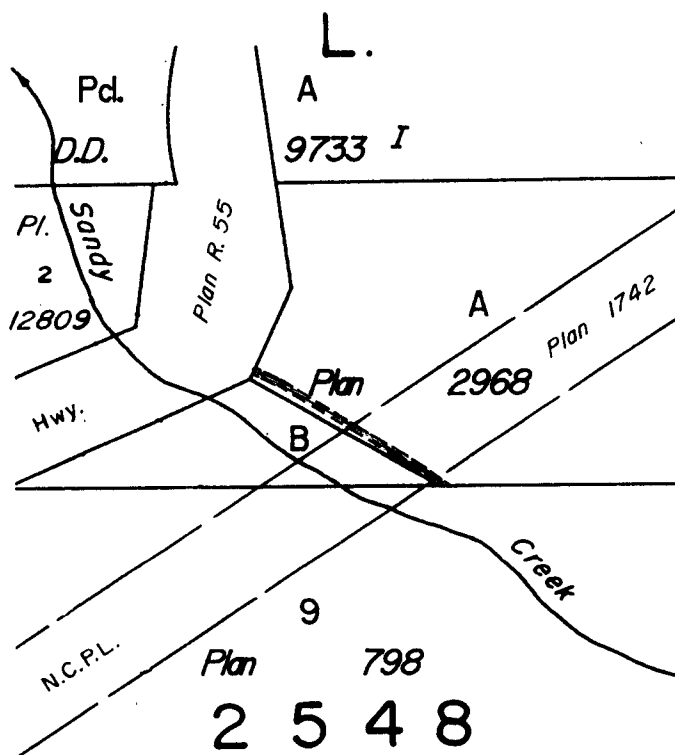 L.
Pcl. A
D.D. 9733 I
Pl.
2
12809
Sandy
Plan R. 55
A
Plan 1742
Plan 2968
Hwy.
B
Creek
9
N.C.P.L.
Plan 798
2 5 4 8